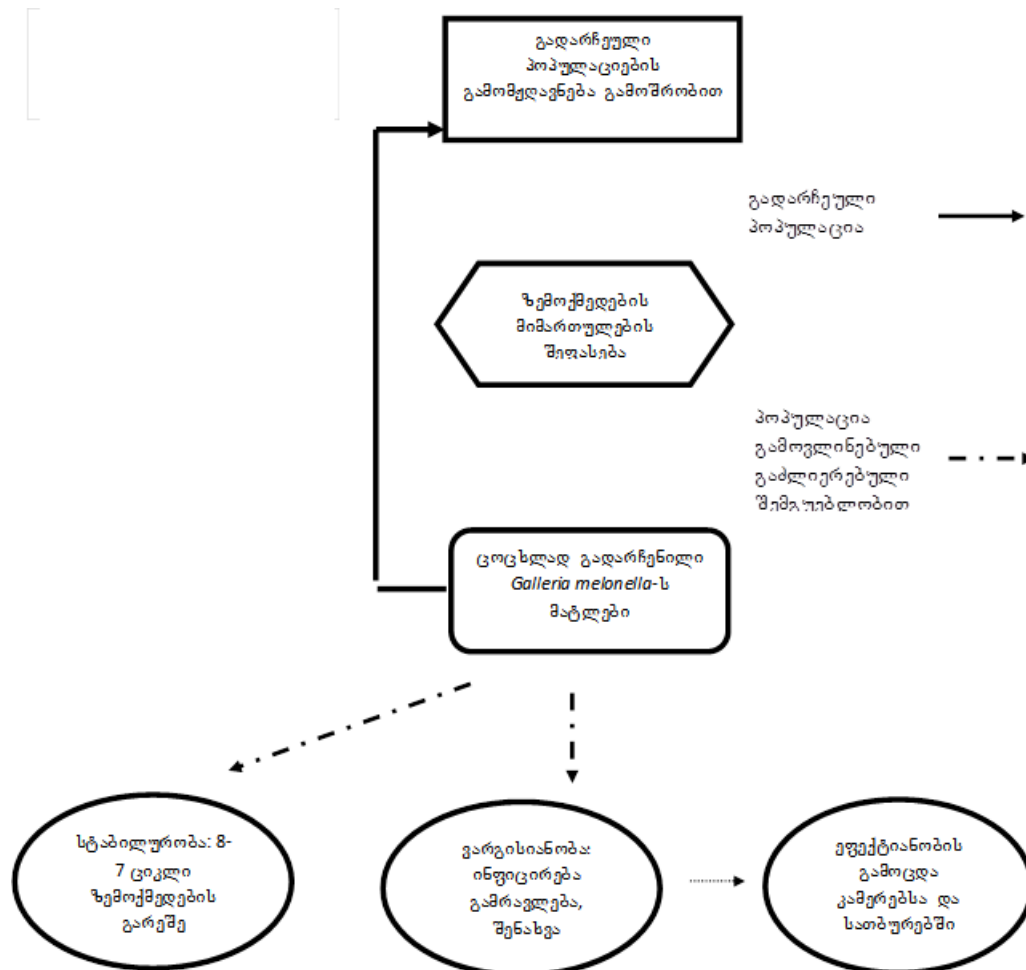 გადარჩეული
პოპულაციების
გამომჟღავნება გამოშრობით
გადარჩეული
პოპულაცია
ზემოქმედების
მიმართულების
შეფასება
პოპულაცია
გამოვლინებული
გაძლიერებული
შემგუებლობით
ცოცხლად გადარჩენილი
Galleria melonella-ს
მატლები
სტაბილურობა: 8-
7 ციკლი
ზემოქმედების
გარეშე
ვარგისიანობა:
ინფიცირება
გამრავლება,
შენახვა
ეფექტიანობის
გამოცდა
კამერებსა და
სათბურებში